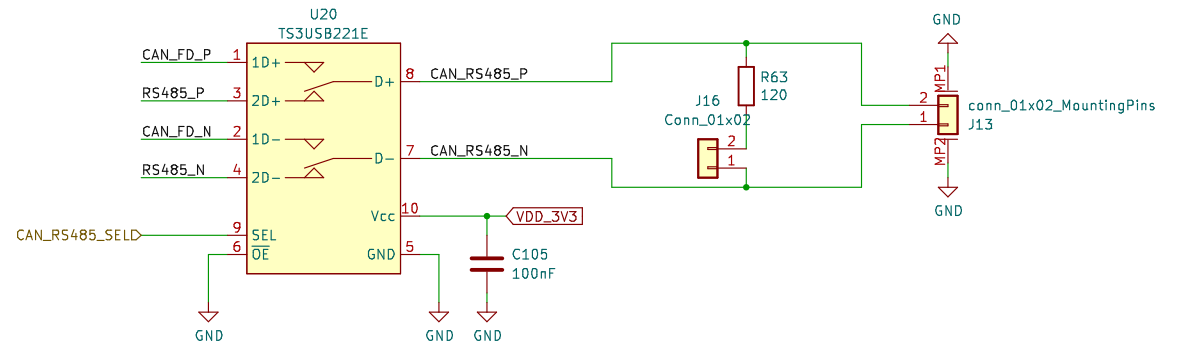 U20
TS3USB221E
CAN_FD_P
1
1D+
RS485_P
3
2D+
CAN_FD_N
2
1D-
RS485_N
4
2D-
CAN_RS485_SEL
9
SEL
6
OE
GND
D+
8
CAN_RS485_P
D-
7
CAN_RS485_N
Vcc
10
VDD_3V3
GND
5
GND
C105
100nF
GND
R63
120
J16
Conn_01x02
2
1
GND
MP1
2
1
conn_01x02_MountingPins
J13
MP2
GND